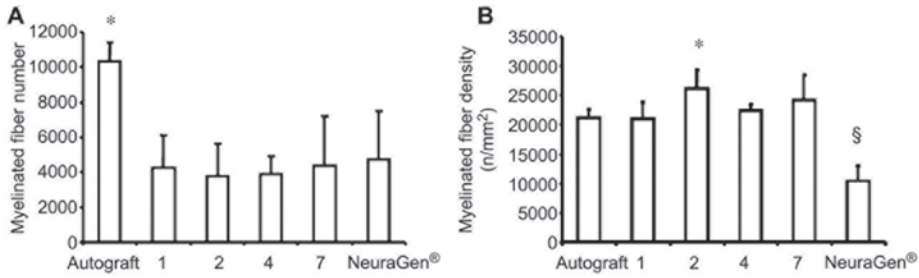 A
Myelinated fiber number
12000
10000
8000
6000
4000
2000
0
*
Autograft 1 2 4 7 NeuraGen®
B
Myelinated fiber density
(n/mm²)
35000
30000
25000
20000
15000
10000
5000
0
*
§
Autograft 1 2 4 7 NeuraGen®